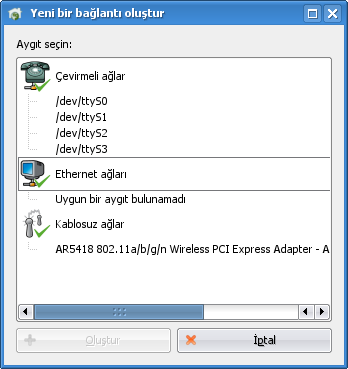 Yeni bir bağlantı oluştur
Aygıt seçin:
Çevirmeli ağlar
/dev/ttyS0
/dev/ttyS1
/dev/ttyS2
/dev/ttyS3
Ethernet ağları
Uygun bir aygıt bulunamadı
Kablosuz ağlar
AR5418 802.11a/b/g/n Wireless PCI Express Adapter - A
Oluştur
İptal